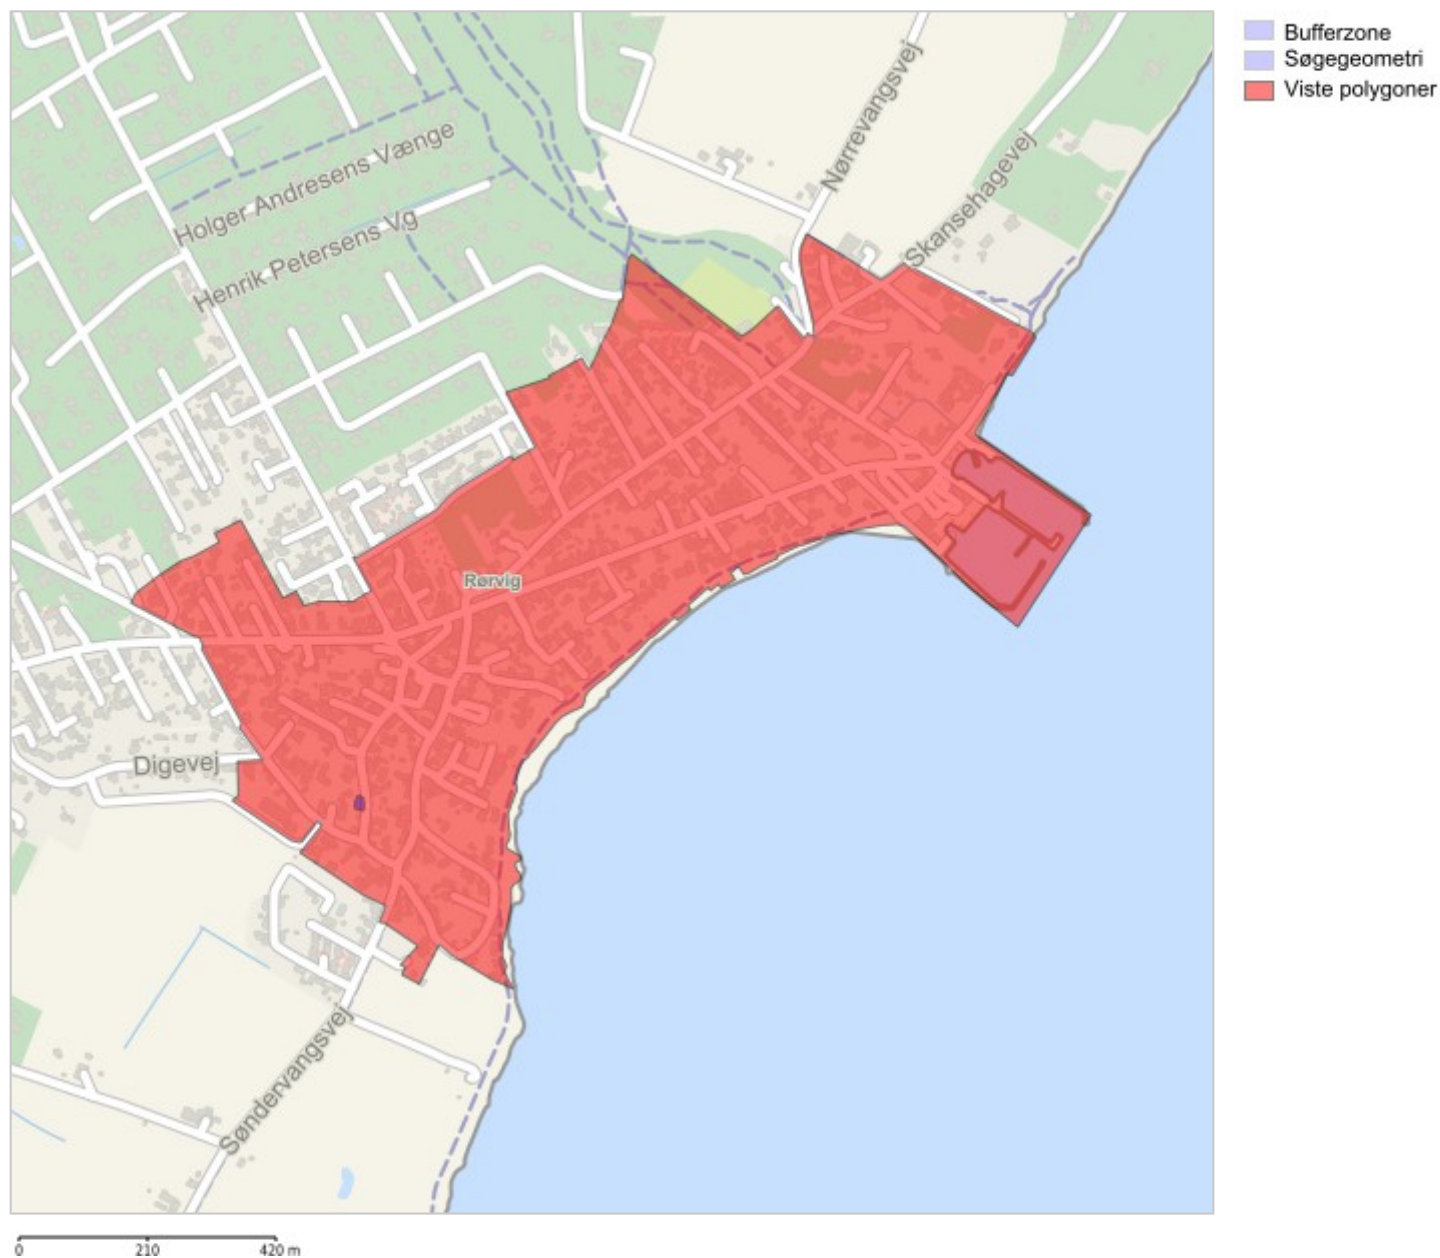 Bufferzone
Søgegeometri
Viste polygoner
Nørrevangsvej
Skansehagevej
Holger Andresens Vænge
Henrik Petersens Vg
Rørvig
Digevej
Søndervangsvej
0 210 420 m